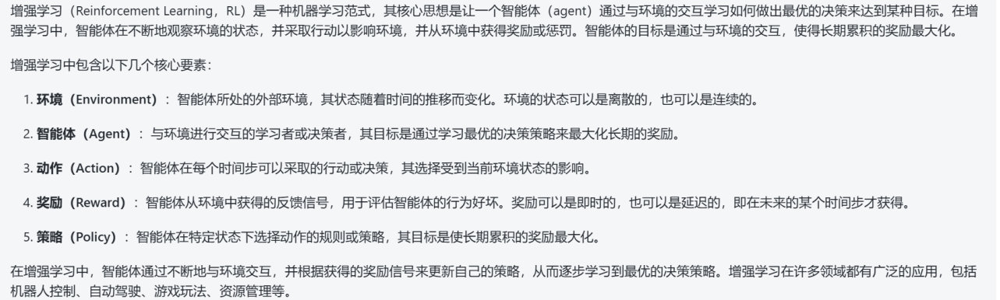 增强学习（Reinforcement Learning，RL）是一种机器学习范式，其核心思想是让一个智能体（agent）通过与环境的交互学习如何做出最优的决策来达到某种目标。在增
强学习中，智能体在不断地观察环境的状态，并采取行动以影响环境，并从环境中获得奖励或惩罚。智能体的目标是通过与环境的交互，使得长期累积的奖励最大化。
增强学习中包含以下几个核心要素：
1. 环境（Environment）：智能体所处的外部环境，其状态随着时间的推移而变化。环境的状态可以是离散的，也可以是连续的。
2. 智能体（Agent）：与环境进行交互的学习者或决策者，其目标是通过学习最优的决策策略来最大化长期的奖励。
3. 动作（Action）：智能体在每个时间步可以采取的行动或决策，其选择受到当前环境状态的影响。
4. 奖励（Reward）：智能体从环境中获得的反馈信号，用于评估智能体的行为好坏。奖励可以是即时的，也可以是延迟的，即在未来的某个时间步才获得。
5. 策略（Policy）：智能体在特定状态下选择动作的规则或策略，其目标是使长期累积的奖励最大化。
在增强学习中，智能体通过不断地与环境交互，并根据获得的奖励信号来更新自己的策略，从而逐步学习到最优的决策策略。增强学习在许多领域都有广泛的应用，包括
机器人控制、自动驾驶、游戏玩法、资源管理等。